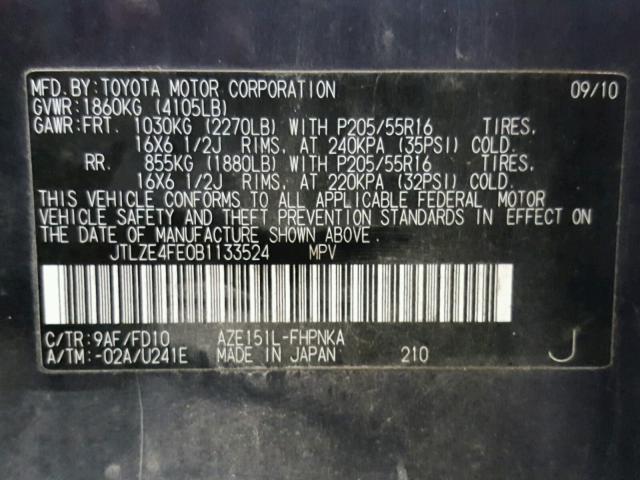 MFD.BY:TOYOTA MOTOR CORPORATION 09/10
GVWR:1860KG (4105LB)
GAWR:FRT. 1030KG (2270LB) WITH P205/55R16 TIRES,
16X6 1/2J RIMS, AT 240KPA (35PSI) COLD.
RR. 855KG (1880LB) WITH P205/55R16 TIRES,
16X6 1/2J RIMS, AT 220KPA (32PSI) COLD.
THIS VEHICLE CONFORMS TO ALL APPLICABLE FEDERAL MOTOR
VEHICLE SAFETY AND THEFT PREVENTION STANDARDS IN EFFECT ON
THE DATE OF MANUFACTURE SHOWN ABOVE.
JTLZE4FE0B1133524 MPV
C/TR:9AF/FD10 AZE151L-FHPNKA
A/TM:-02A/U241E MADE IN JAPAN 210 J